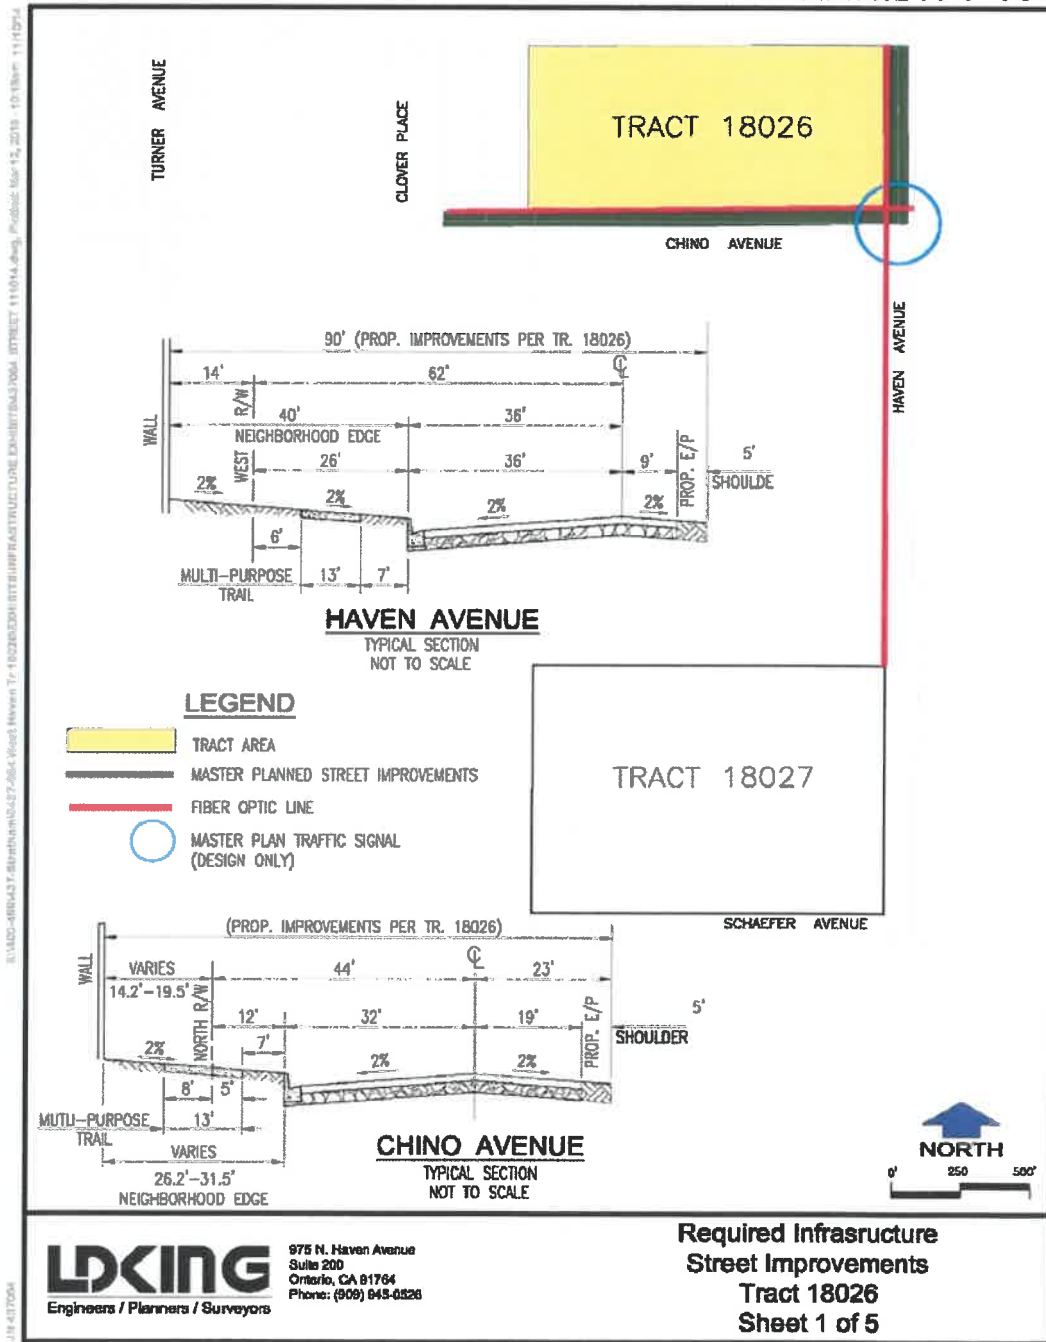 TURNER AVENUE
CLOVER PLACE
TRACT 18026
CHINO AVENUE
HAVEN AVENUE
90' (PROP. IMPROVEMENTS PER TR. 18026)
14'
62'
℄
WALL
R/W
WEST
40'
NEIGHBORHOOD EDGE
36'
26'
36'
9'
PROP. E/P
5'
SHOULDE
2%
2%
2%
2%
6'
MULTI-PURPOSE
TRAIL
13'
7'
HAVEN AVENUE
TYPICAL SECTION
NOT TO SCALE
LEGEND
TRACT AREA
MASTER PLANNED STREET IMPROVEMENTS
FIBER OPTIC LINE
MASTER PLAN TRAFFIC SIGNAL
(DESIGN ONLY)
TRACT 18027
SCHAEFER AVENUE
(PROP. IMPROVEMENTS PER TR. 18026)
℄
WALL
VARIES
14.2'-19.5'
44'
23'
NORTH R/W
12'
32'
19'
PROP. E/P
5'
SHOULDER
7'
2%
2%
2%
8'
5'
MUTLI-PURPOSE
TRAIL
13'
VARIES
26.2'-31.5'
NEIGHBORHOOD EDGE
CHINO AVENUE
TYPICAL SECTION
NOT TO SCALE
NORTH
0' 250 500'
LDKING
Engineers / Planners / Surveyors
975 N. Haven Avenue
Suite 200
Ontario, CA 91764
Phone: (909) 945-0526
Required Infrasructure
Street Improvements
Tract 18026
Sheet 1 of 5